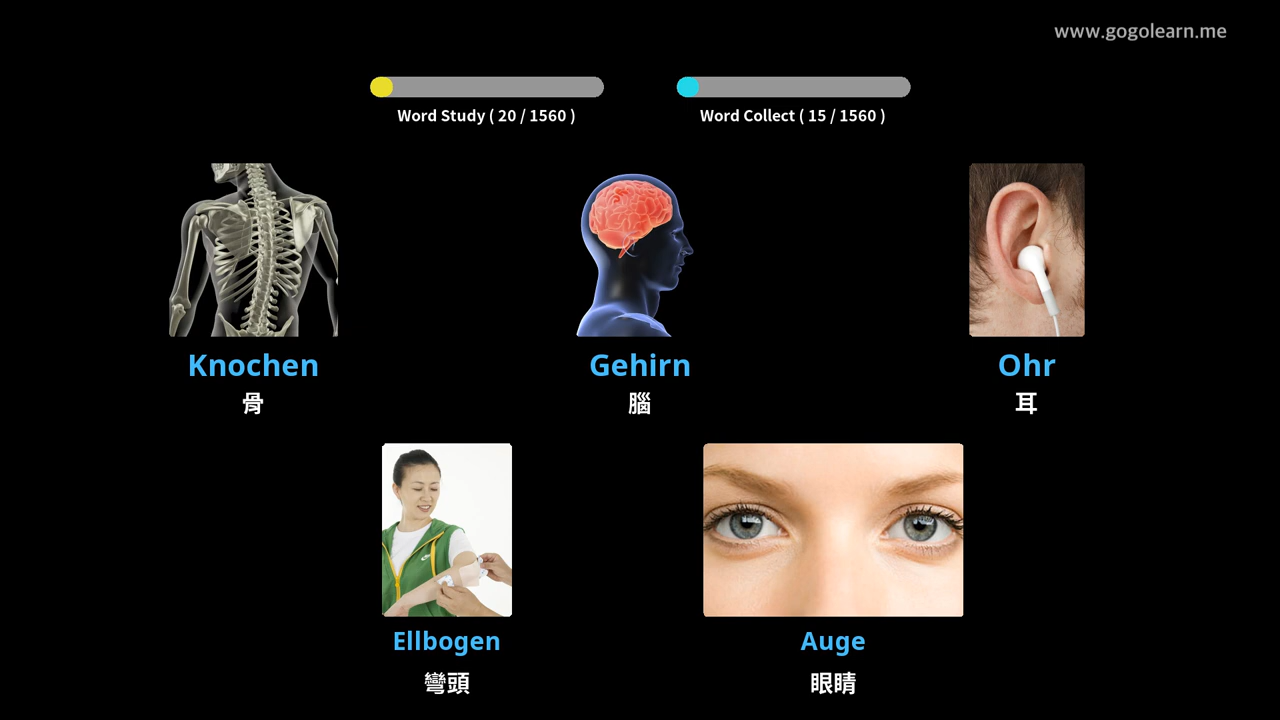 www.gogolearn.me
Word Study ( 20 / 1560 )
Word Collect ( 15 / 1560 )
Knochen
骨
Gehirn
腦
Ohr
耳
Ellbogen
彎頭
Auge
眼睛